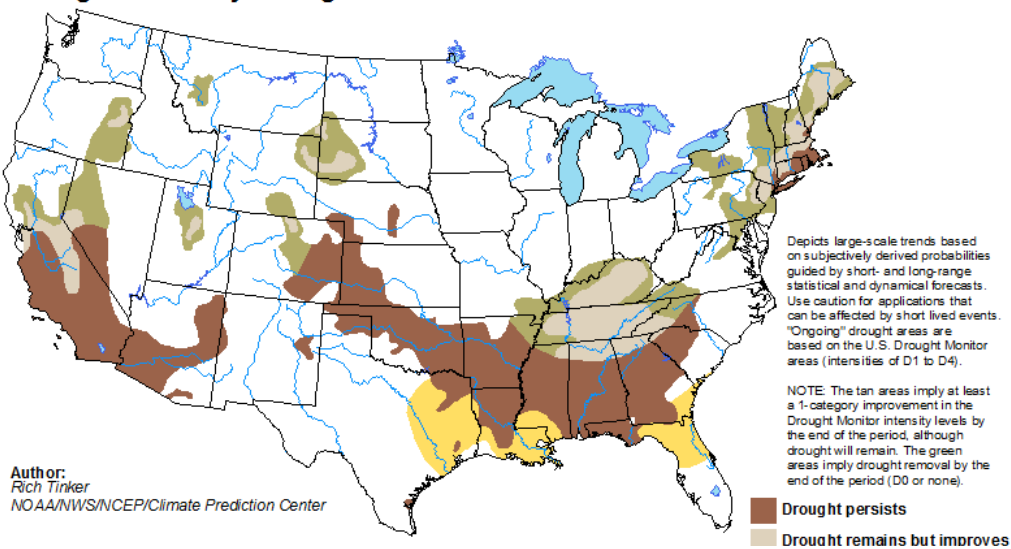 Depicts large-scale trends based
on subjectively derived probabilities
guided by short- and long-range
statistical and dynamical forecasts.
Use caution for applications that
can be affected by short lived events.
"Ongoing" drought areas are
based on the U.S. Drought Monitor
areas (intensities of D1 to D4).
NOTE: The tan areas imply at least
a 1-category improvement in the
Drought Monitor intensity levels by
the end of the period, although
drought will remain. The green
areas imply drought removal by the
end of the period (D0 or none).
Author:
Rich Tinker
NOAA/NWS/NCEP/Climate Prediction Center
Drought persists
Drought remains but improves